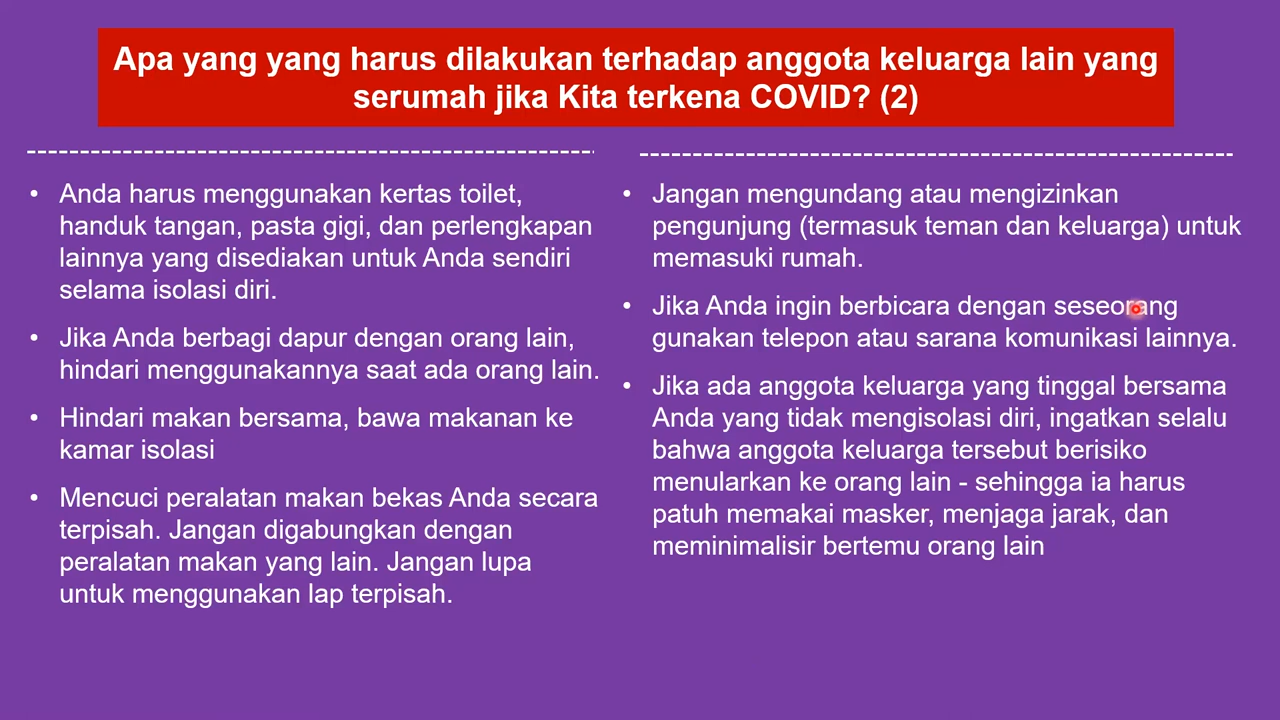 Apa yang yang harus dilakukan terhadap anggota keluarga lain yang
serumah jika Kita terkena COVID? (2)
• Anda harus menggunakan kertas toilet,
handuk tangan, pasta gigi, dan perlengkapan
lainnya yang disediakan untuk Anda sendiri
selama isolasi diri.
• Jika Anda berbagi dapur dengan orang lain,
hindari menggunakannya saat ada orang lain.
• Hindari makan bersama, bawa makanan ke
kamar isolasi
• Mencuci peralatan makan bekas Anda secara
terpisah. Jangan digabungkan dengan
peralatan makan yang lain. Jangan lupa
untuk menggunakan lap terpisah.
• Jangan mengundang atau mengizinkan
pengunjung (termasuk teman dan keluarga) untuk
memasuki rumah.
• Jika Anda ingin berbicara dengan seseorang
gunakan telepon atau sarana komunikasi lainnya.
• Jika ada anggota keluarga yang tinggal bersama
Anda yang tidak mengisolasi diri, ingatkan selalu
bahwa anggota keluarga tersebut berisiko
menularkan ke orang lain - sehingga ia harus
patuh memakai masker, menjaga jarak, dan
meminimalisir bertemu orang lain